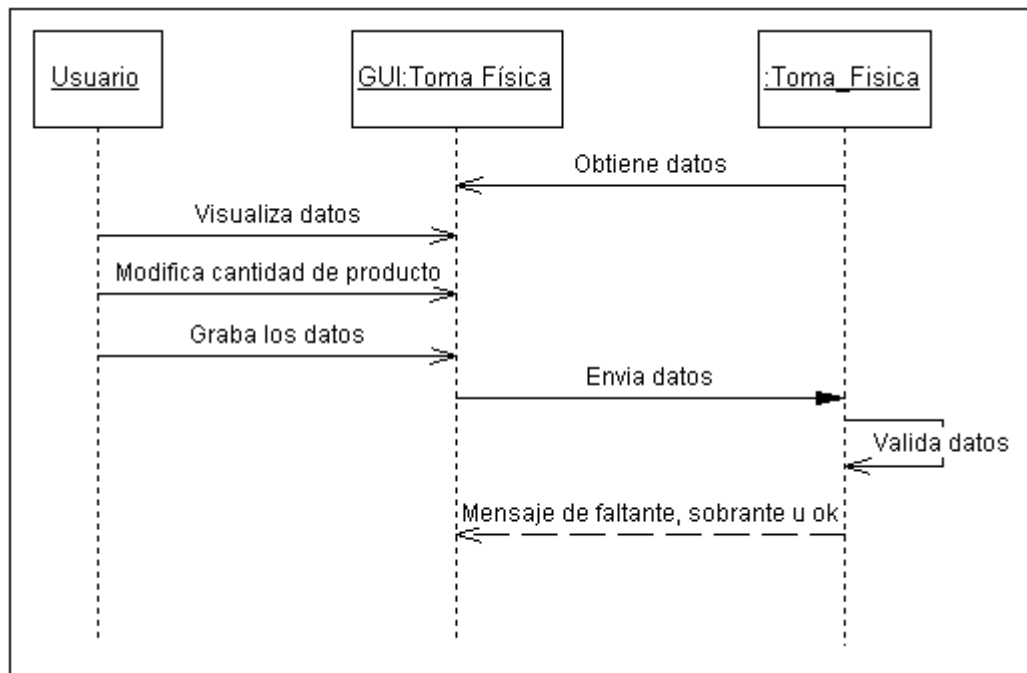 Usuario
GUI:Toma Física
:Toma_Fisica
Obtiene datos
Visualiza datos
Modifica cantidad de producto
Graba los datos
Envia datos
Valida datos
Mensaje de faltante, sobrante u ok